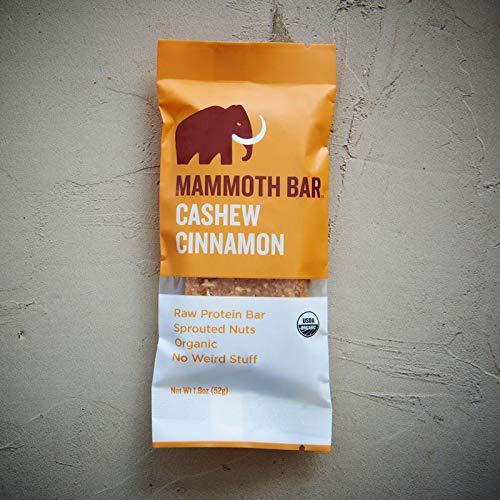 MAMMOTH BAR
CASHEW
CINNAMON
Raw Protein Bar
Sprouted Nuts
Organic
No Weird Stuff
USDA
ORGANIC
Net Wt 1.8oz (52g)